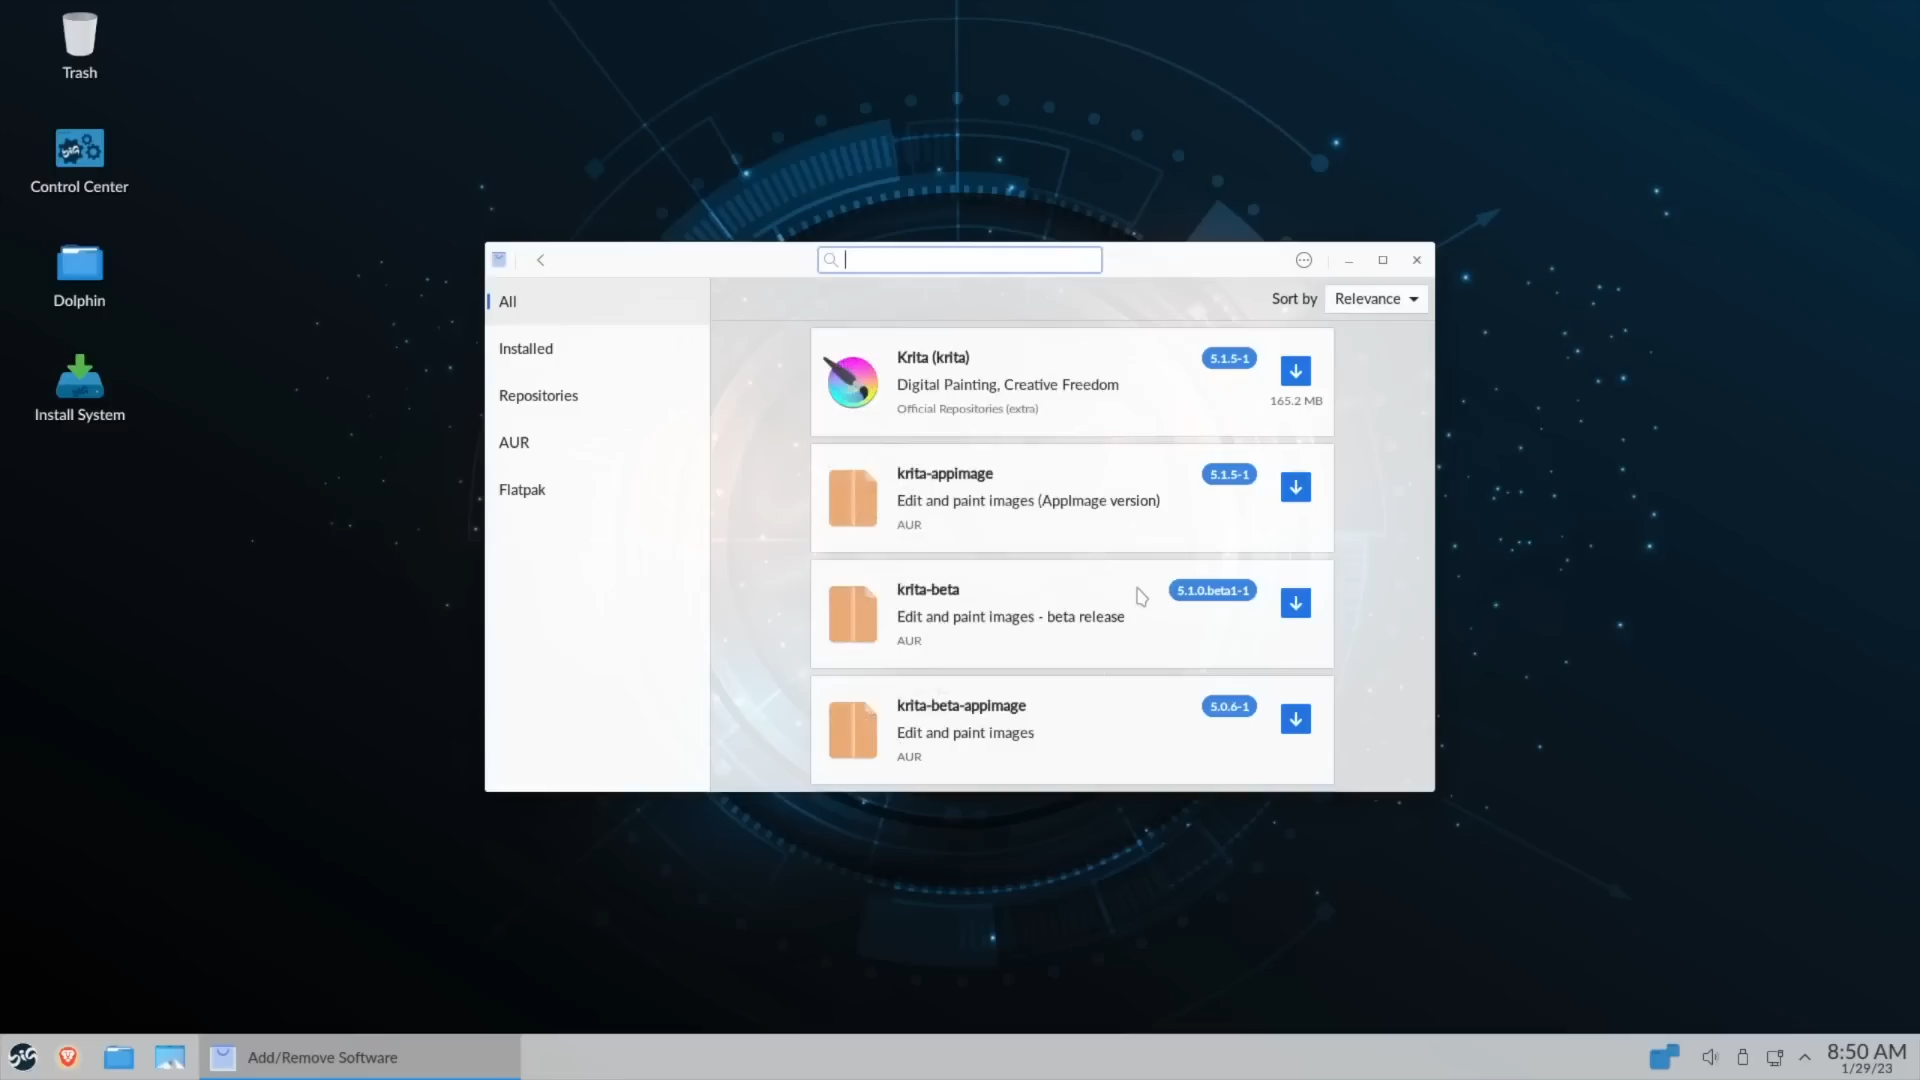 Trash
Control Center
Dolphin
Install System
All
Installed
Repositories
AUR
Flatpak
Sort by Relevance
Krita (krita)
5.1.5-1
Digital Painting, Creative Freedom
Official Repositories (extra)
165.2 MB
krita-appimage
5.1.5-1
Edit and paint images (AppImage version)
AUR
krita-beta
5.1.0.beta1-1
Edit and paint images - beta release
AUR
krita-beta-appimage
5.0.6-1
Edit and paint images
AUR
Add/Remove Software
8:50 AM
1/29/23